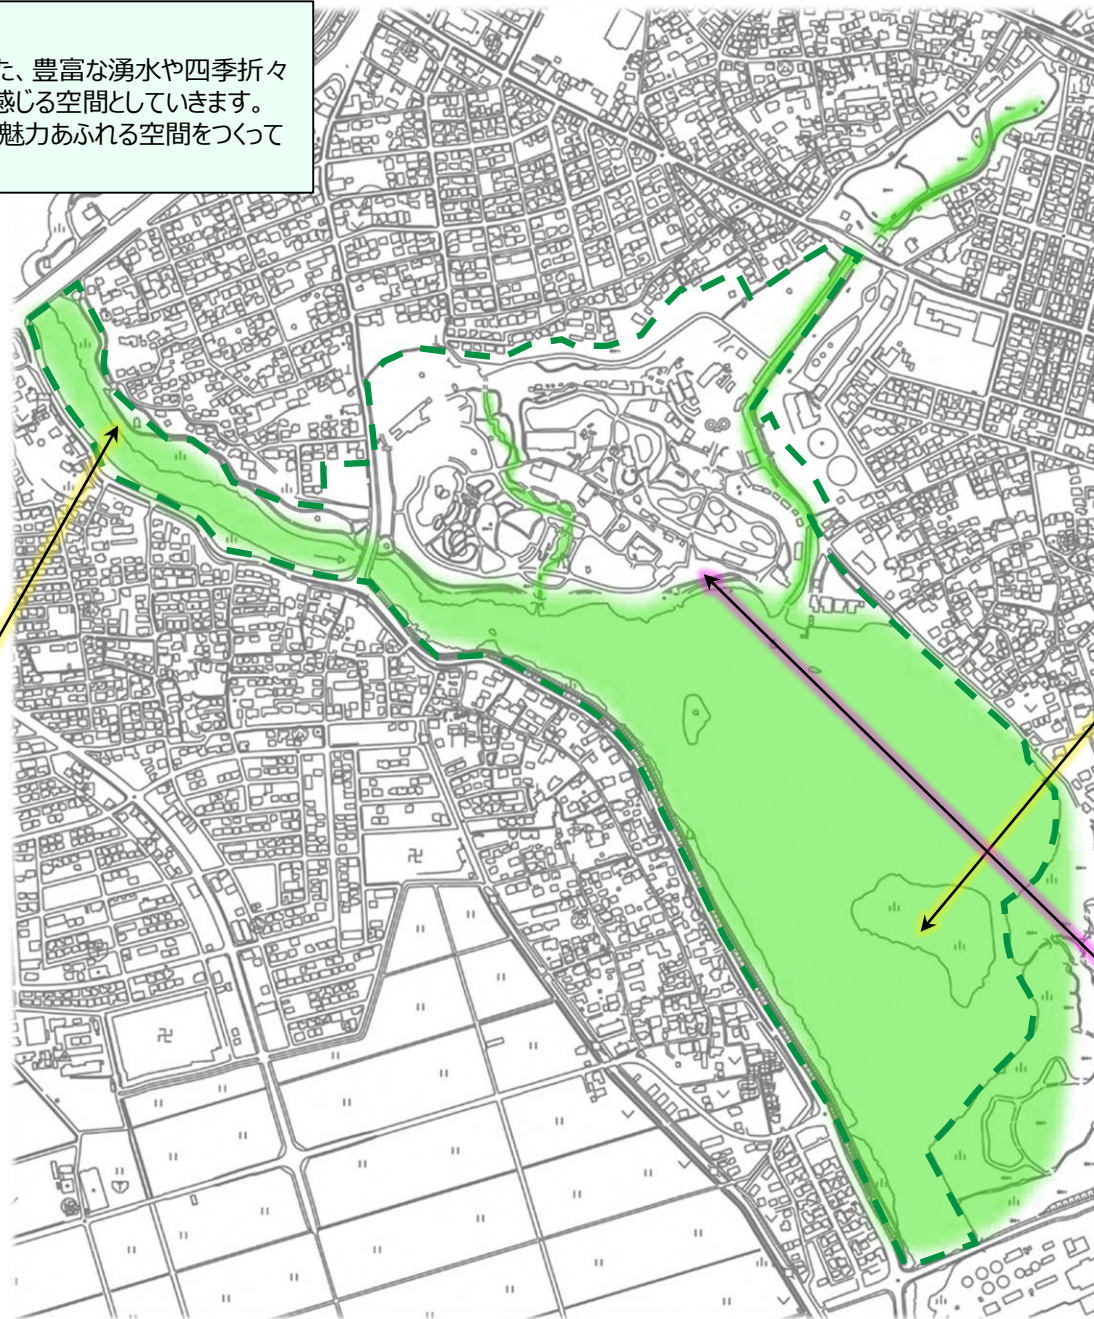 た、豊富な湧水や四季折々
感じる空間としていきます。
魅力あふれる空間をつくって